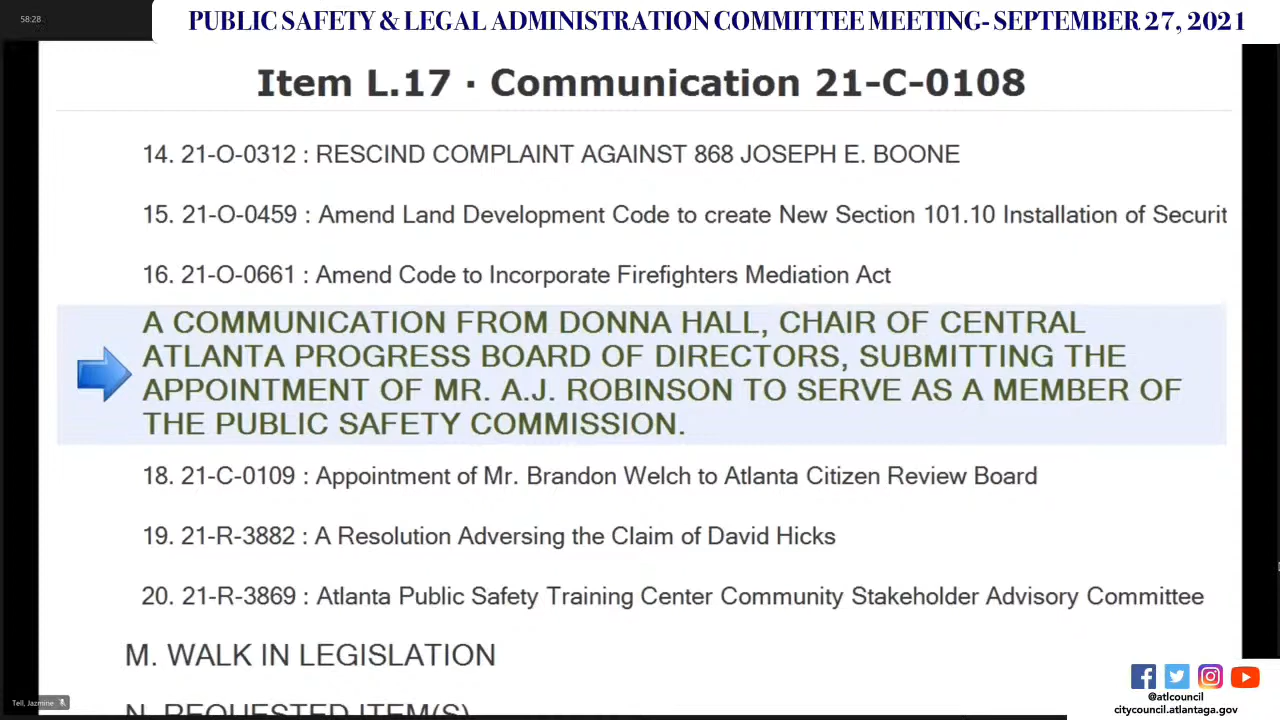 58:28
PUBLIC SAFETY & LEGAL ADMINISTRATION COMMITTEE MEETING- SEPTEMBER 27, 2021
Item L.17 · Communication 21-C-0108
14. 21-O-0312 : RESCIND COMPLAINT AGAINST 868 JOSEPH E. BOONE
15. 21-O-0459 : Amend Land Development Code to create New Section 101.10 Installation of Securit
16. 21-O-0661 : Amend Code to Incorporate Firefighters Mediation Act
A COMMUNICATION FROM DONNA HALL, CHAIR OF CENTRAL
ATLANTA PROGRESS BOARD OF DIRECTORS, SUBMITTING THE
APPOINTMENT OF MR. A.J. ROBINSON TO SERVE AS A MEMBER OF
THE PUBLIC SAFETY COMMISSION.
18. 21-C-0109 : Appointment of Mr. Brandon Welch to Atlanta Citizen Review Board
19. 21-R-3882 : A Resolution Adversing the Claim of David Hicks
20. 21-R-3869 : Atlanta Public Safety Training Center Community Stakeholder Advisory Committee
M. WALK IN LEGISLATION
N. REQUESTED ITEM(S)
Tell, Jazmine
@atlcouncil
citycouncil.atlantaga.gov